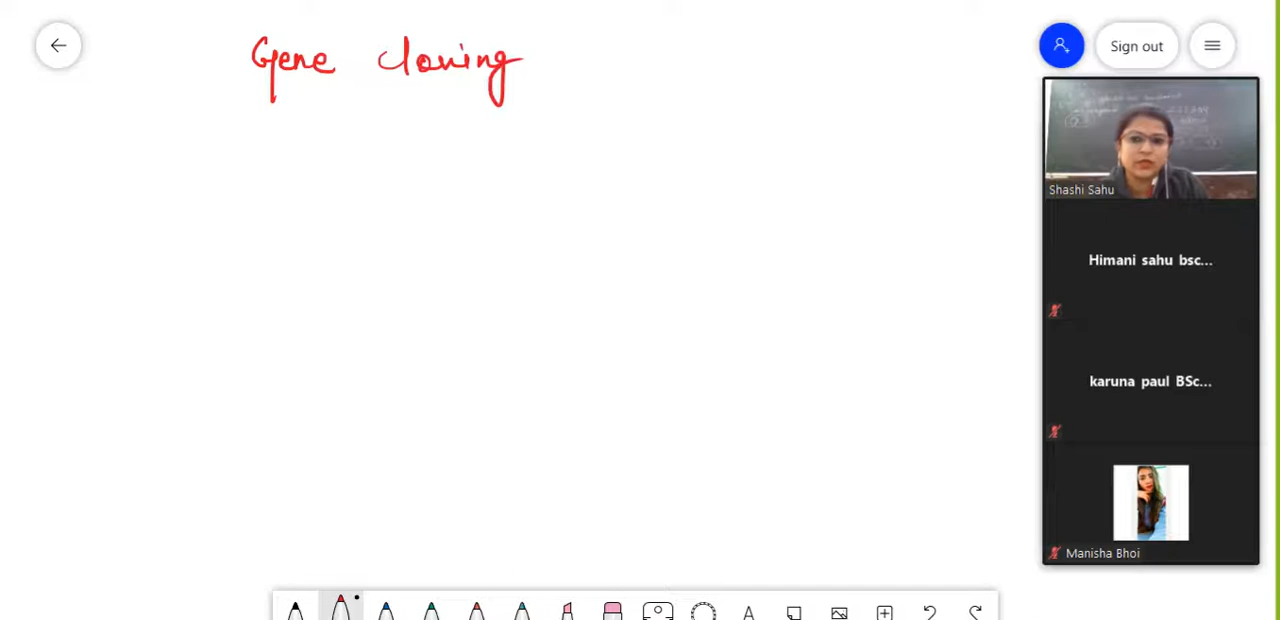 Gene cloning
Sign out
Shashi Sahu
Himani sahu bsc...
karuna paul BSc...
Manisha Bhoi
A